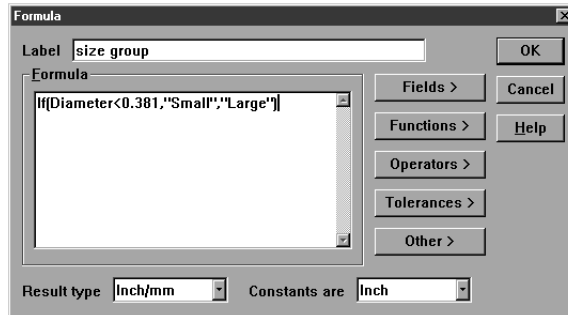 Formula
Label size group OK
Formula
If(Diameter<0.381,"Small","Large")
Fields >
Cancel
Functions >
Help
Operators >
Tolerances >
Other >
Result type Inch/mm Constants are Inch